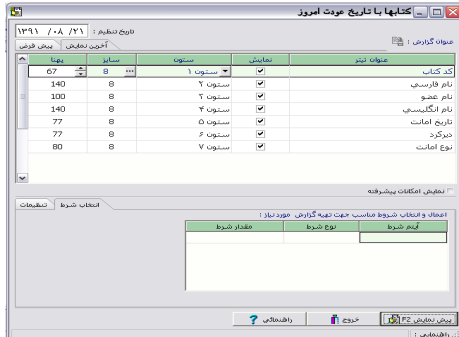 کتابها با تاریخ عودت امروز
تاریخ تنظیم : ۱۳۹۱ /۰۸ /۲۱
عنوان گزارش :
آخرین نمایش پیش فرض
عنوان تیتر نمایش ستون سایز پهنا
کد کتاب ستون ۱ 8 67
نام فارسي ستون ۲ 8 140
نام عضو ستون ۳ 8 100
نام انگلیسي ستون ۴ 8 140
تاریخ امانت ستون ۵ 8 77
دیرکرد ستون ۶ 8 77
نوع امانت ستون ۷ 8 80
نمایش امکانات پیشرفته
انتخاب شرط تنظیمات
اعمال و انتخاب شروط مناسب جهت تهیه گزارش مورد نیاز :
آیتم شرط نوع شرط مقدار شرط
پیش نمایش F2 خروج راهنمائی ?
راهنمایی :